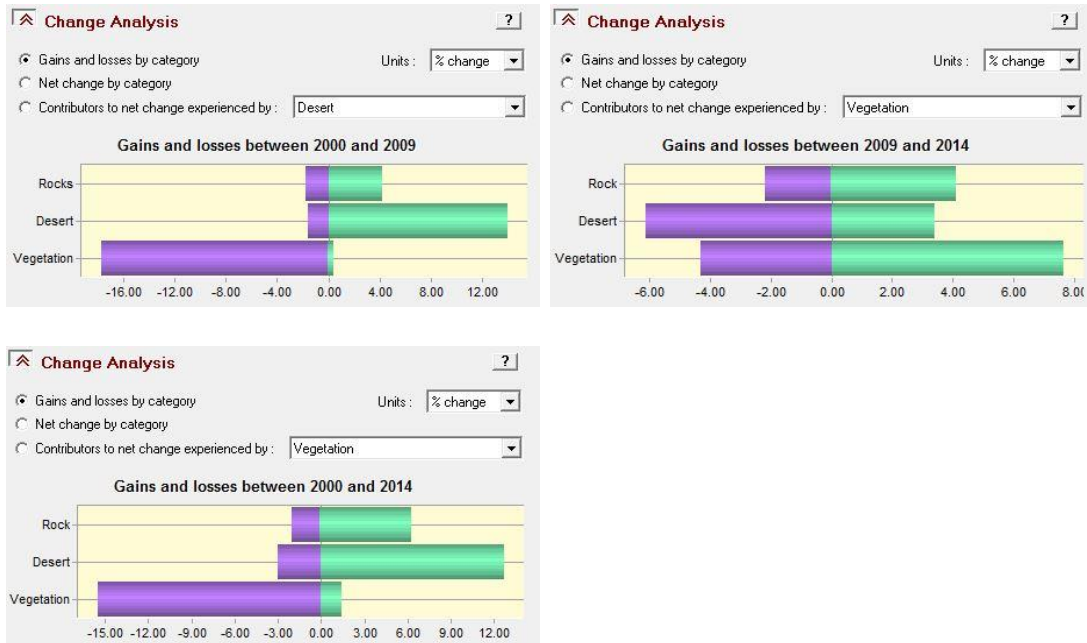 Change Analysis
?
Gains and losses by category
Units : % change
Net change by category
Contributors to net change experienced by : Desert
Gains and losses between 2000 and 2009
Rocks
Desert
Vegetation
-16.00 -12.00 -8.00 -4.00 0.00 4.00 8.00 12.00
Change Analysis
?
Gains and losses by category
Units : % change
Net change by category
Contributors to net change experienced by : Vegetation
Gains and losses between 2009 and 2014
Rock
Desert
Vegetation
-6.00 -4.00 -2.00 0.00 2.00 4.00 6.00 8.00
Change Analysis
?
Gains and losses by category
Units : % change
Net change by category
Contributors to net change experienced by : Vegetation
Gains and losses between 2000 and 2014
Rock
Desert
Vegetation
-15.00 -12.00 -9.00 -6.00 -3.00 0.00 3.00 6.00 9.00 12.00